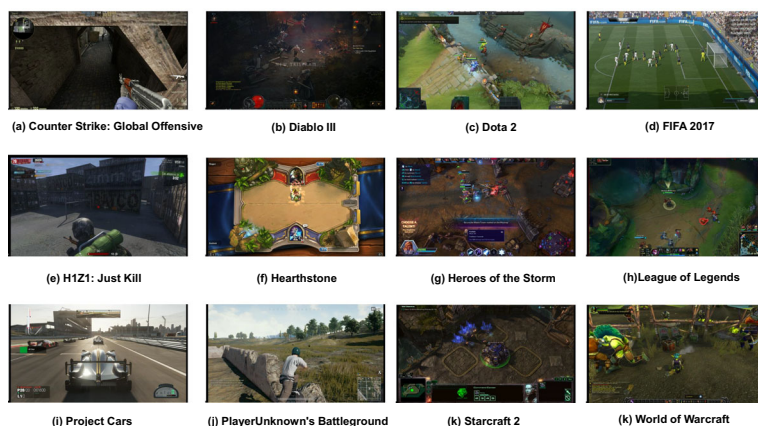 (a) Counter Strike: Global Offensive
(b) Diablo III
(c) Dota 2
(d) FIFA 2017
(e) H1Z1: Just Kill
(f) Hearthstone
(g) Heroes of the Storm
(h)League of Legends
(i) Project Cars
(j) PlayerUnknown's Battleground
(k) Starcraft 2
(k) World of Warcraft